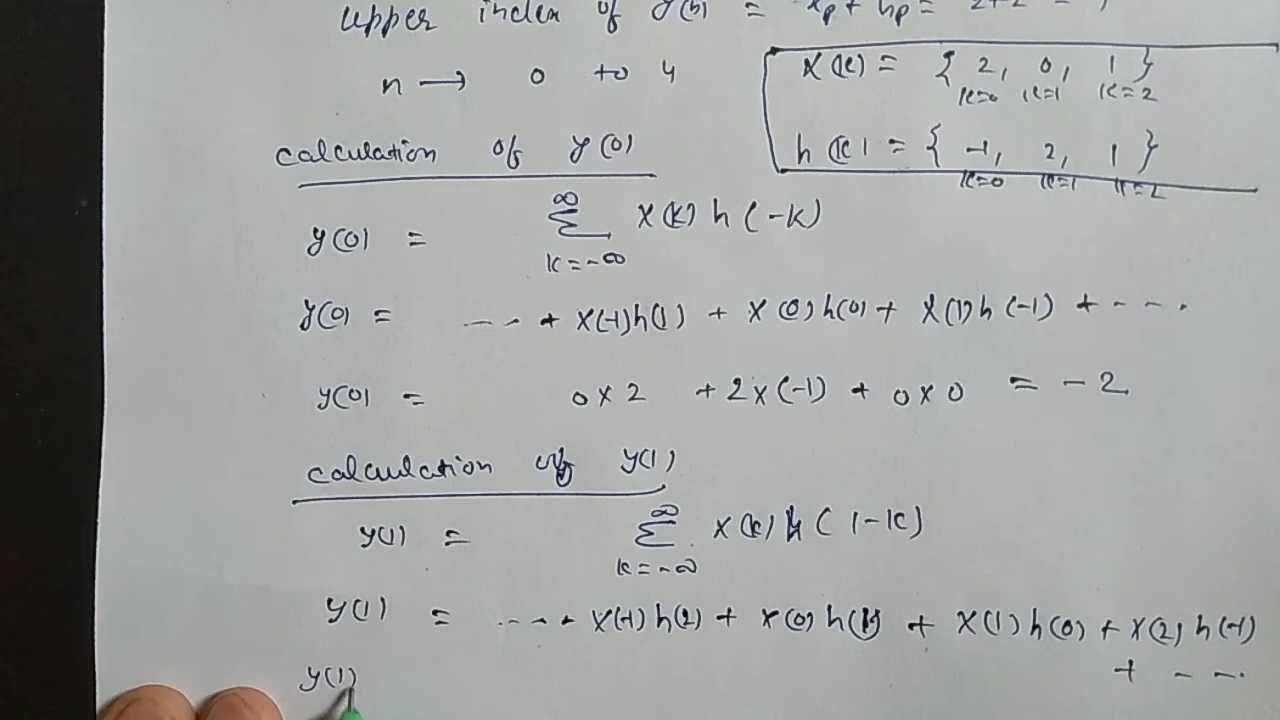 upper index of y(n) = xp + hp = 2+2 =
n → 0 to 4
x(k) = { 2, 0, 1 }
k=0 k=1 k=2
h(k) = { -1, 2, 1 }
k=0 k=1 k=2
calculation of y(0)
y(0) = ∞
Σ x(k) h(-k)
k=-∞
y(0) = ---- + x(-1)h(1) + x(0)h(0) + x(1)h(-1) + ----.
y(0) = 0×2 + 2×(-1) + 0×0 = -2
calculation of y(1)
y(1) = ∞
Σ x(k) h(1-k)
k=-∞
y(1) = ---- + x(-1)h(2) + x(0)h(1) + x(1)h(0) + x(2)h(-1)
+ ---.
y(1)